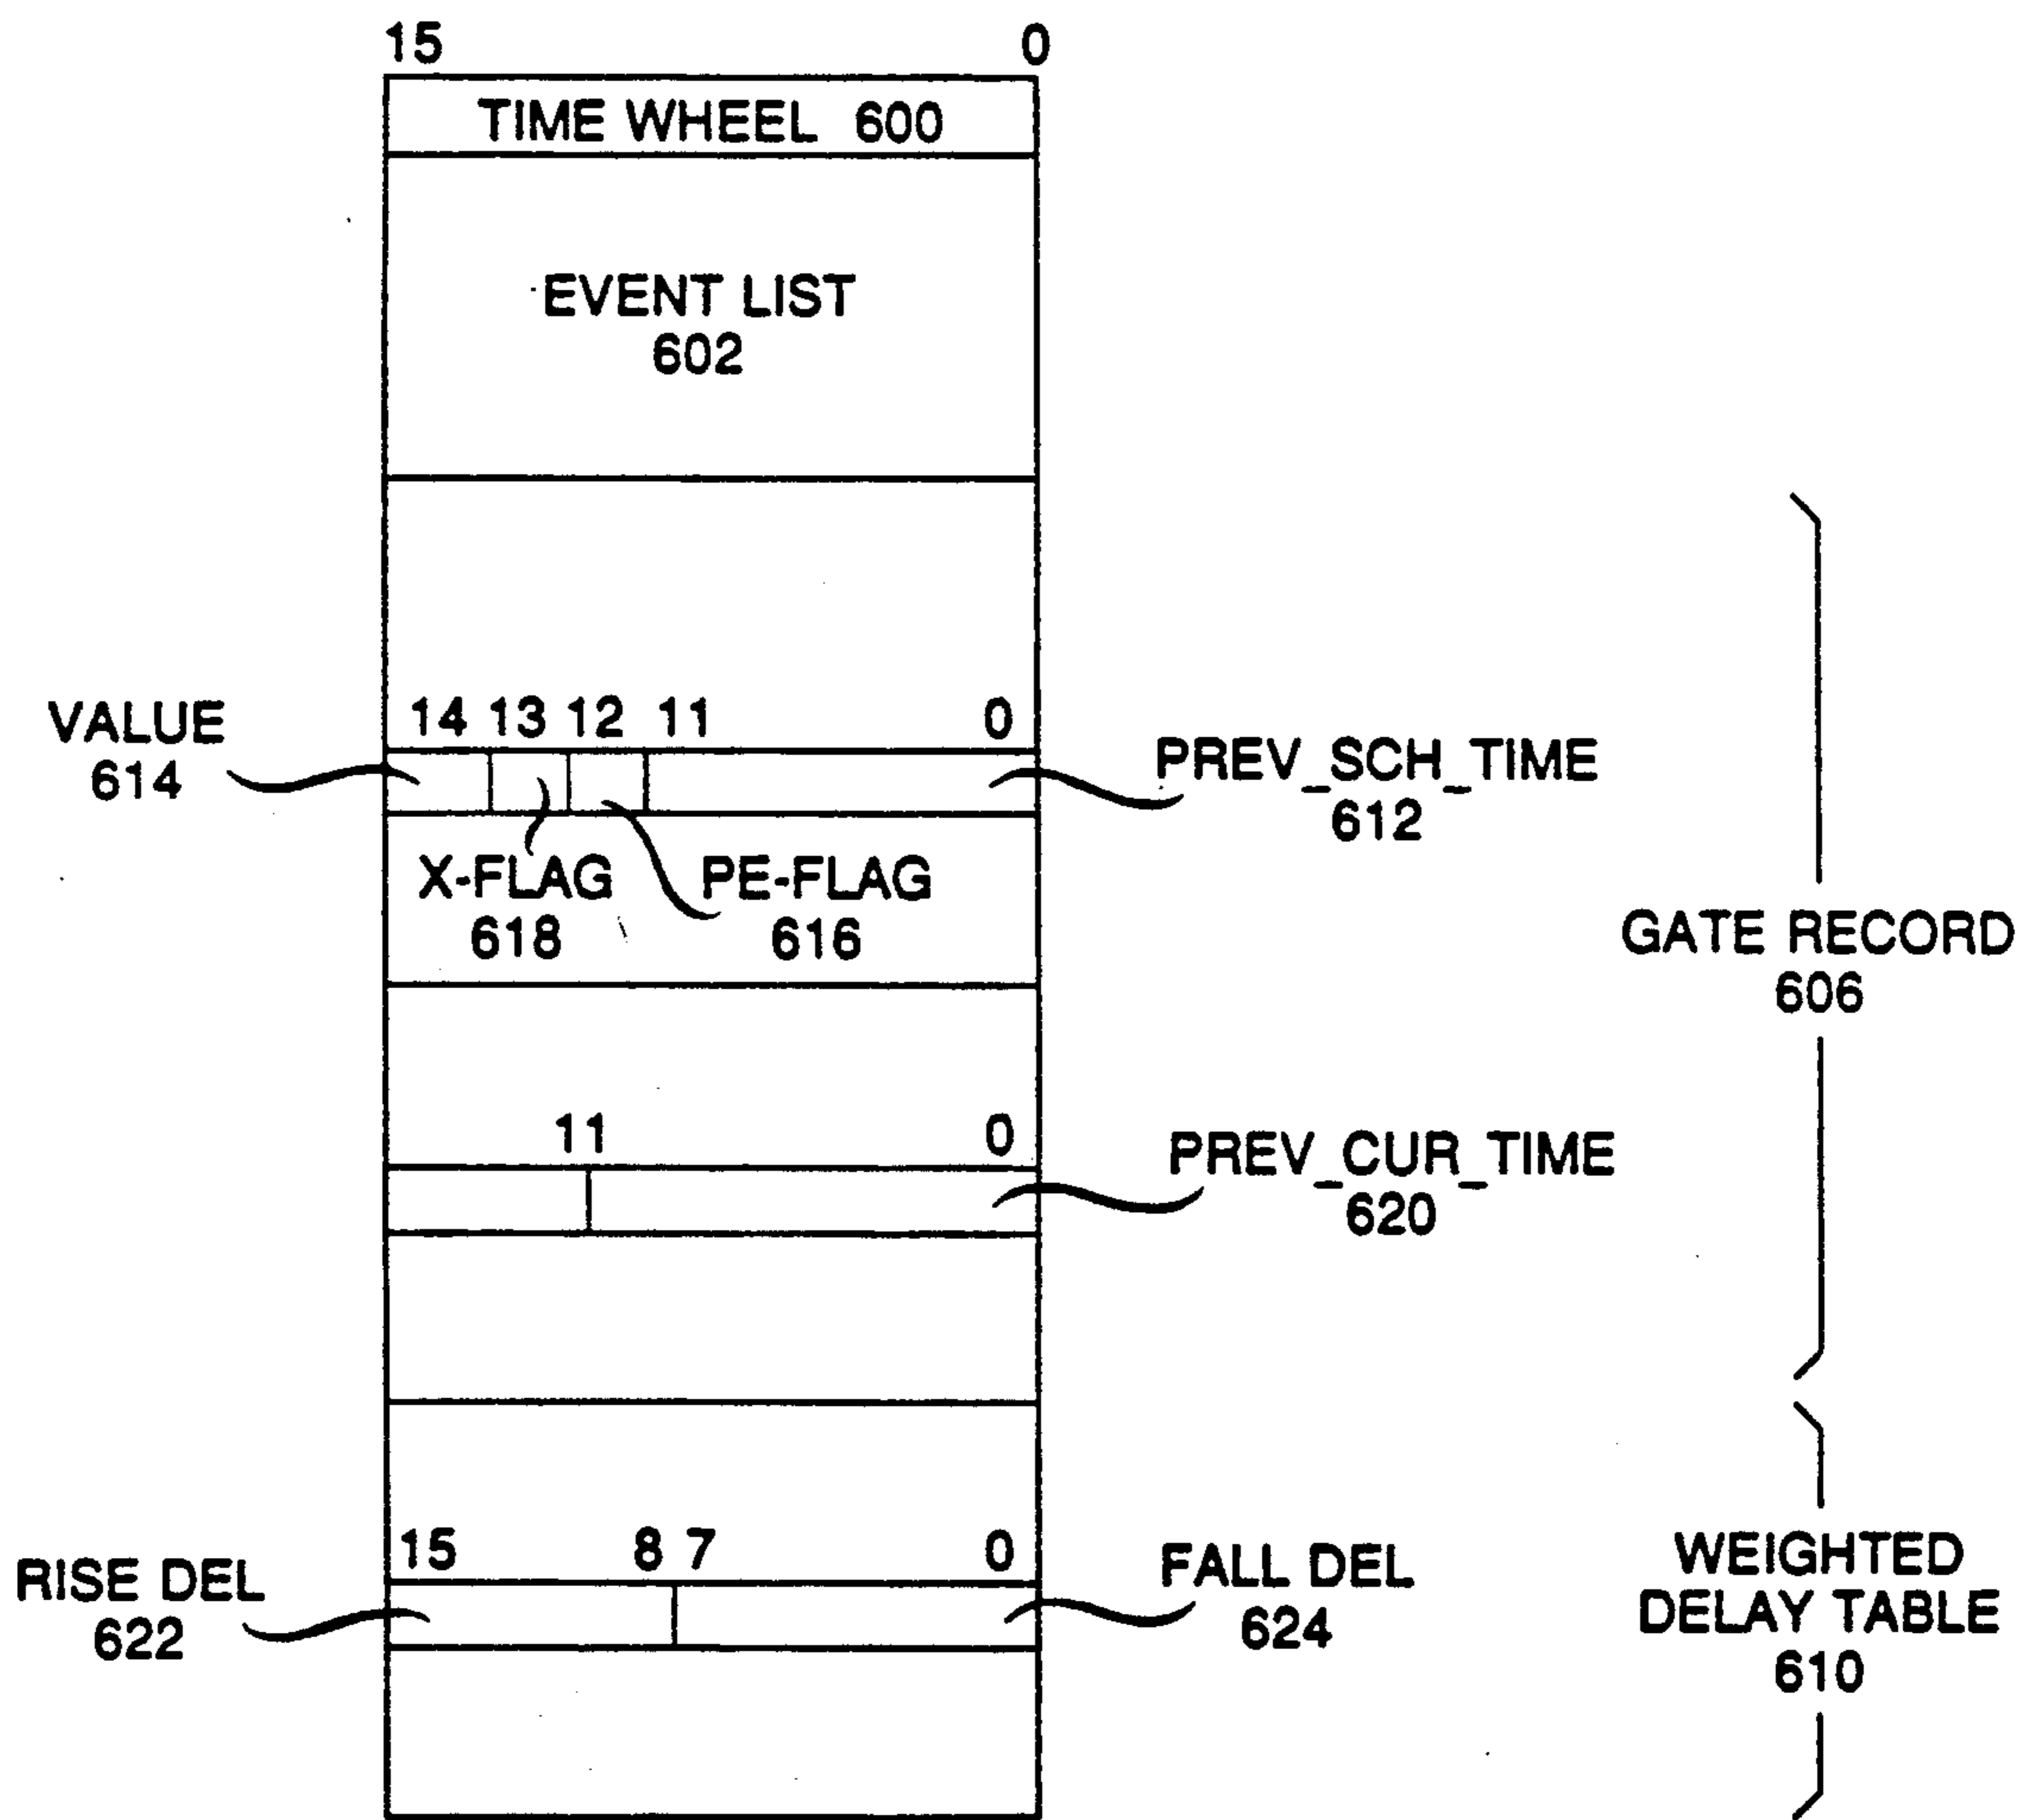 15 0
TIME WHEEL 600
EVENT LIST
602
14 13 12 11 0
VALUE
614
PREV_SCH_TIME
612
X-FLAG
618
PE-FLAG
616
GATE RECORD
606
11 0
PREV_CUR_TIME
620
15 8 7 0
RISE DEL
622
FALL DEL
624
WEIGHTED
DELAY TABLE
610